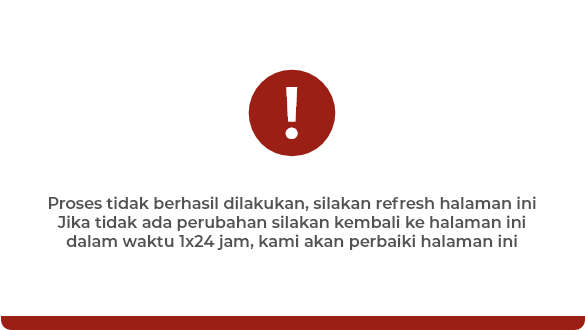 Proses tidak berhasil dilakukan, silakan refresh halaman ini
Jika tidak ada perubahan silakan kembali ke halaman ini
dalam waktu 1x24 jam, kami akan perbaiki halaman ini